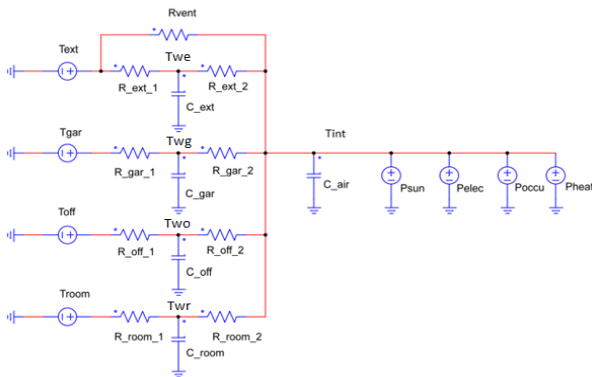 Rvent
Text
Twe
R_ext_1
R_ext_2
C_ext
Tgar
Twg
Tint
R_gar_1
R_gar_2
C_gar
C_air
Psun
Pelec
Poccu
Pheat
Toff
Two
R_off_1
R_off_2
C_off
Troom
Twr
R_room_1
R_room_2
C_room